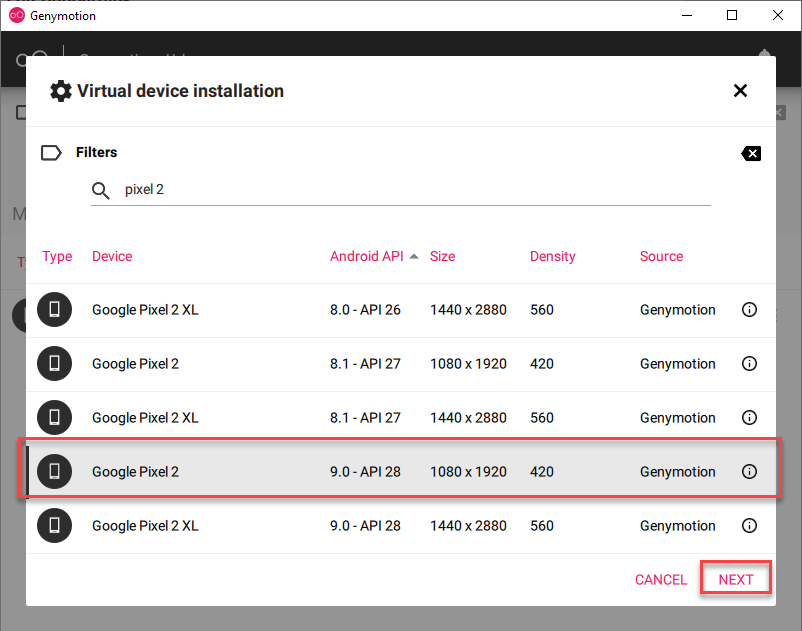 Genymotion
Virtual device installation
Filters
pixel 2
Type Device Android API Size Density Source
Google Pixel 2 XL 8.0 - API 26 1440 x 2880 560 Genymotion
Google Pixel 2 8.1 - API 27 1080 x 1920 420 Genymotion
Google Pixel 2 XL 8.1 - API 27 1440 x 2880 560 Genymotion
Google Pixel 2 9.0 - API 28 1080 x 1920 420 Genymotion
Google Pixel 2 XL 9.0 - API 28 1440 x 2880 560 Genymotion
CANCEL NEXT